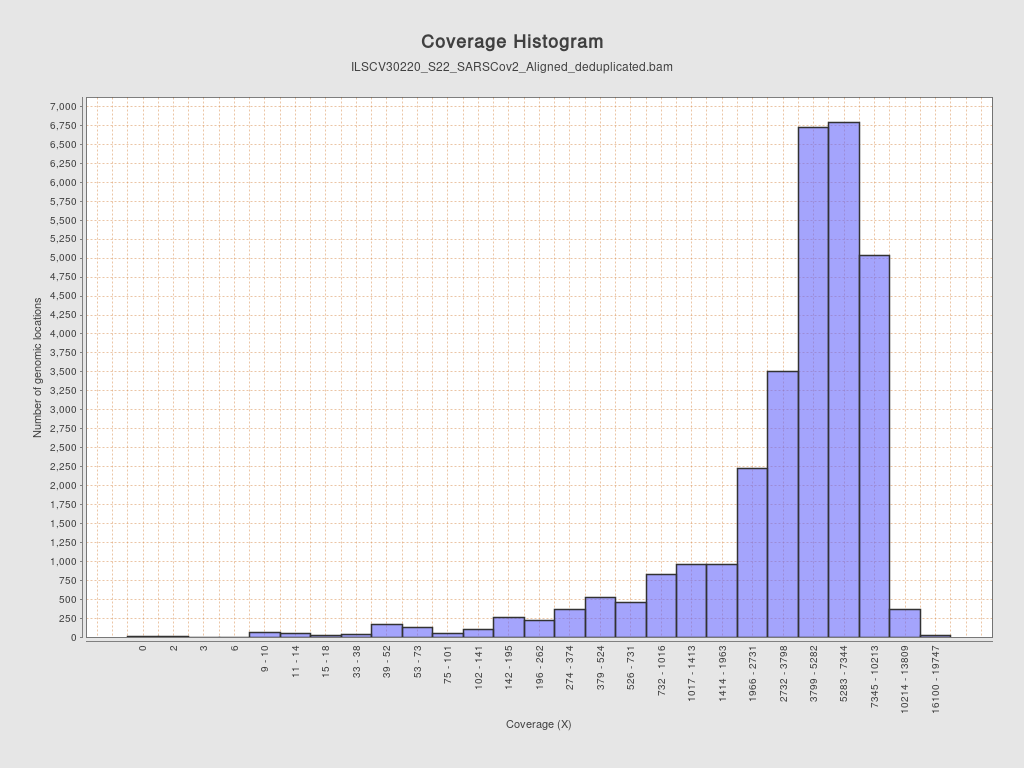 Coverage Histogram
ILSCV30220_S22_SARSCov2_Aligned_deduplicated.bam
Number of genomic locations
7,000
6,750
6,500
6,250
6,000
5,750
5,500
5,250
5,000
4,750
4,500
4,250
4,000
3,750
3,500
3,250
3,000
2,750
2,500
2,250
2,000
1,750
1,500
1,250
1,000
750
500
250
0
0
2
3
6
9 - 10
11 - 14
15 - 18
33 - 38
39 - 52
53 - 73
75 - 101
102 - 141
142 - 195
196 - 262
274 - 374
379 - 524
526 - 731
732 - 1016
1017 - 1413
1414 - 1963
1966 - 2731
2732 - 3798
3799 - 5282
5283 - 7344
7345 - 10213
10214 - 13809
16100 - 19747
Coverage (X)